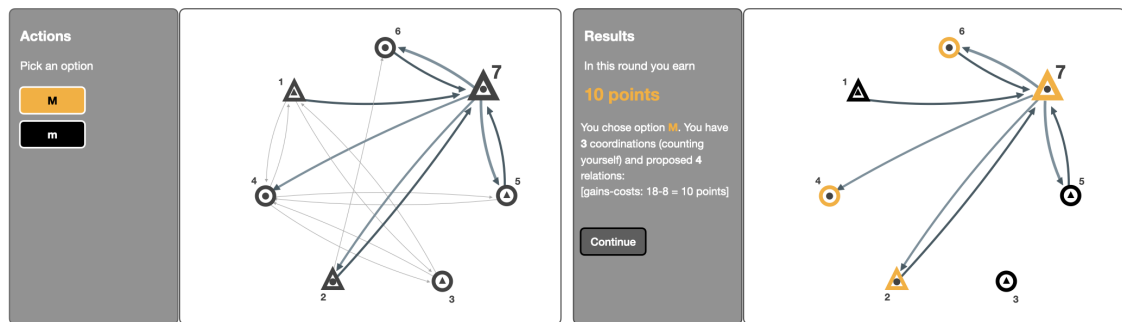 Actions
Pick an option
M
m
1
6
7
4
5
2
3
Results
In this round you earn
10 points
You chose option M. You have
3 coordinations (counting
yourself) and proposed 4
relations:
[gains-costs: 18-8 = 10 points]
Continue
1
6
7
4
5
2
3